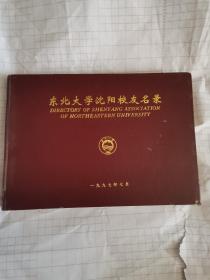 东北大学沈阳校友名录
DIRECTORY OF SHENYANG ASSOCIATION
OF NORTHEASTERN UNIVERSITY
一九九七年七月